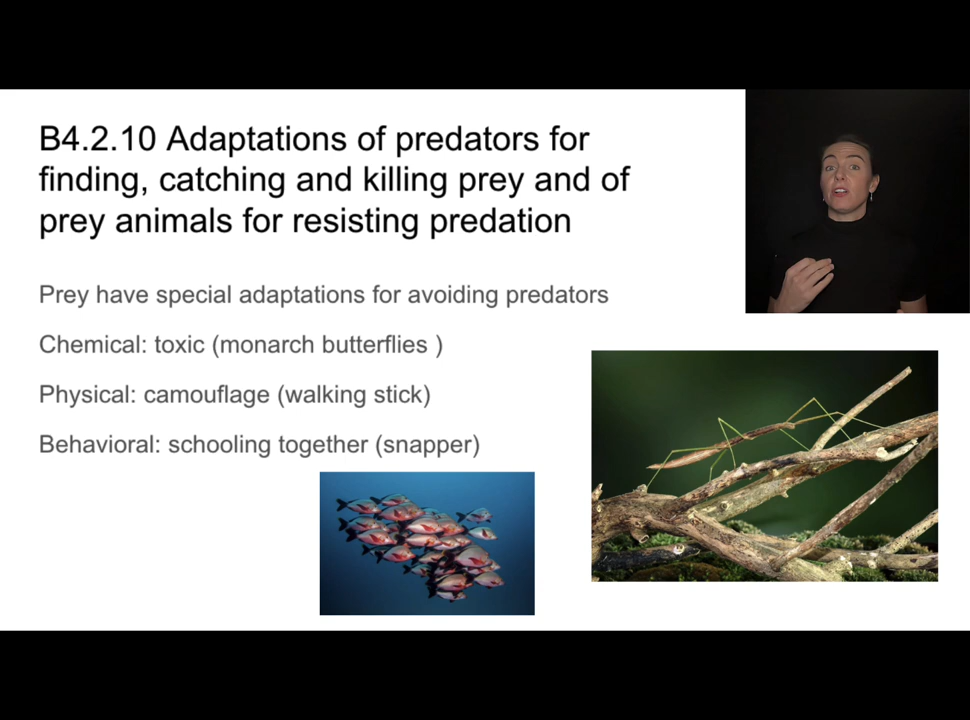 B4.2.10 Adaptations of predators for
finding, catching and killing prey and of
prey animals for resisting predation
Prey have special adaptations for avoiding predators
Chemical: toxic (monarch butterflies )
Physical: camouflage (walking stick)
Behavioral: schooling together (snapper)